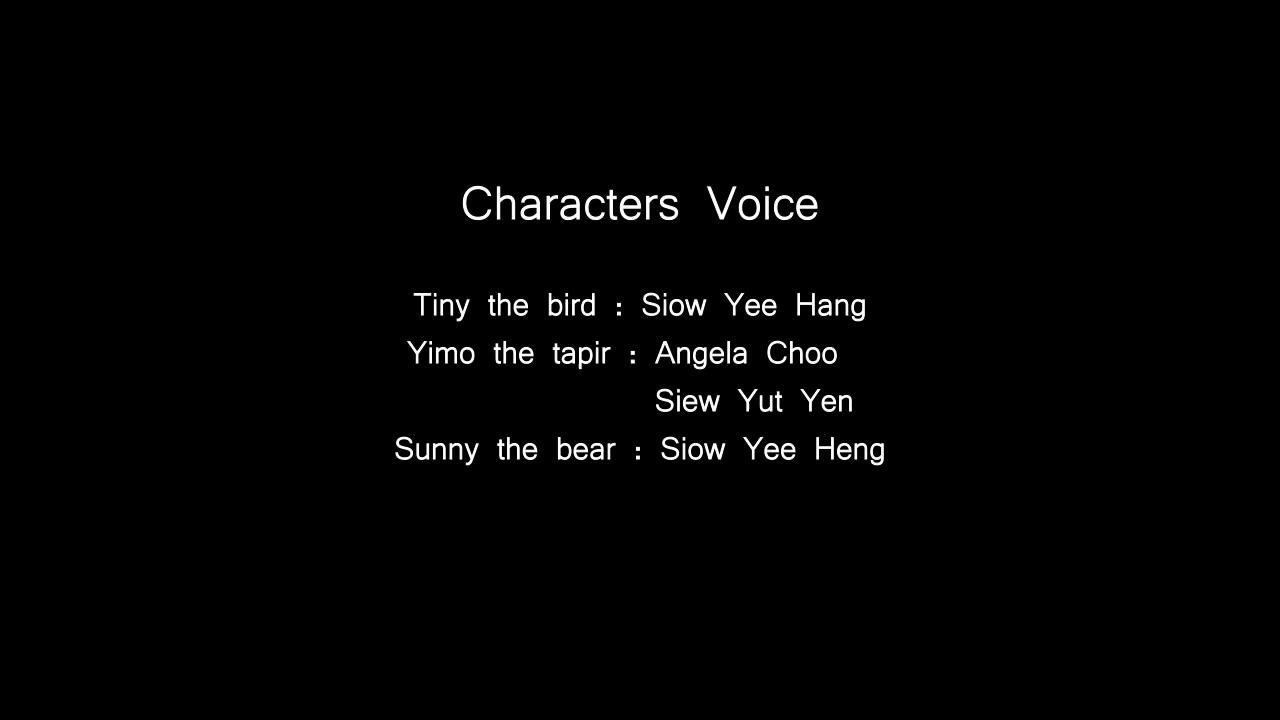 Characters Voice
Tiny the bird : Siow Yee Hang
Yimo the tapir : Angela Choo
Siew Yut Yen
Sunny the bear : Siow Yee Heng